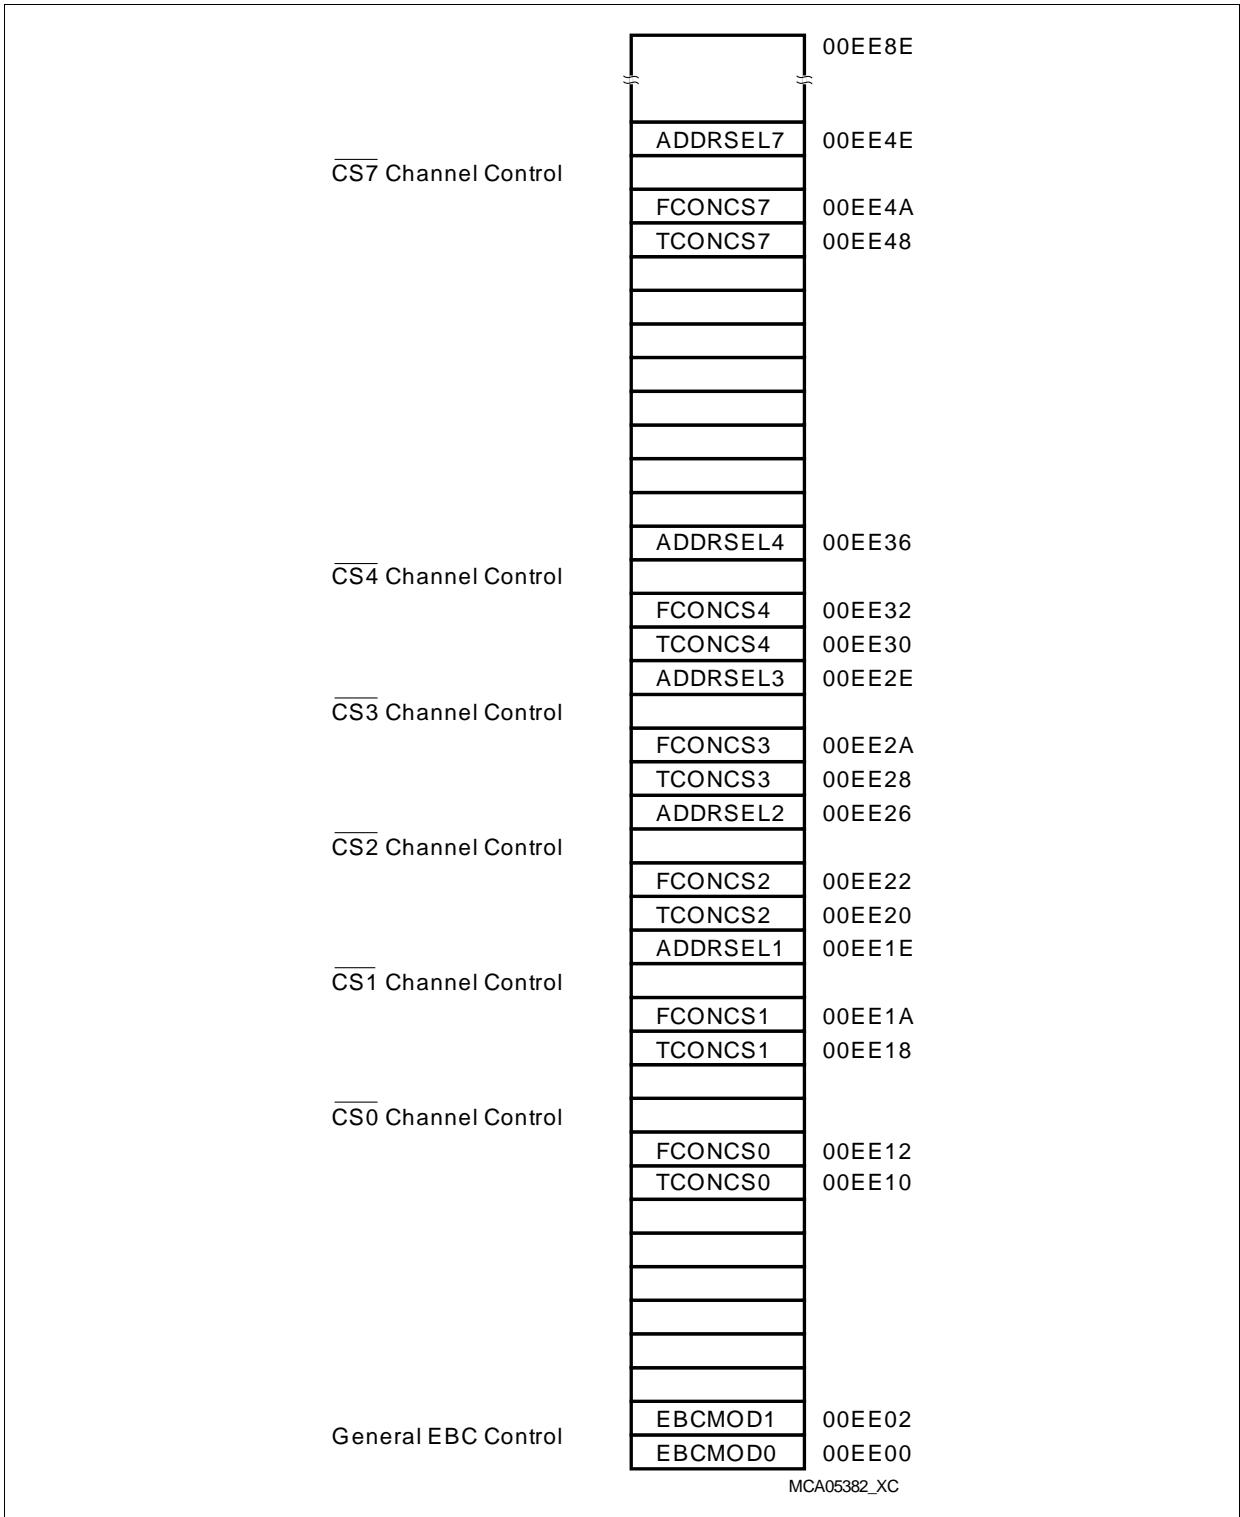 00EE8E
ADDRSEL7 00EE4E
CS7 Channel Control
FCONCS7 00EE4A
TCONCS7 00EE48
ADDRSEL4 00EE36
CS4 Channel Control
FCONCS4 00EE32
TCONCS4 00EE30
ADDRSEL3 00EE2E
CS3 Channel Control
FCONCS3 00EE2A
TCONCS3 00EE28
ADDRSEL2 00EE26
CS2 Channel Control
FCONCS2 00EE22
TCONCS2 00EE20
ADDRSEL1 00EE1E
CS1 Channel Control
FCONCS1 00EE1A
TCONCS1 00EE18
CS0 Channel Control
FCONCS0 00EE12
TCONCS0 00EE10
EBCMOD1 00EE02
General EBC Control
EBCMOD0 00EE00
MCA05382_XC